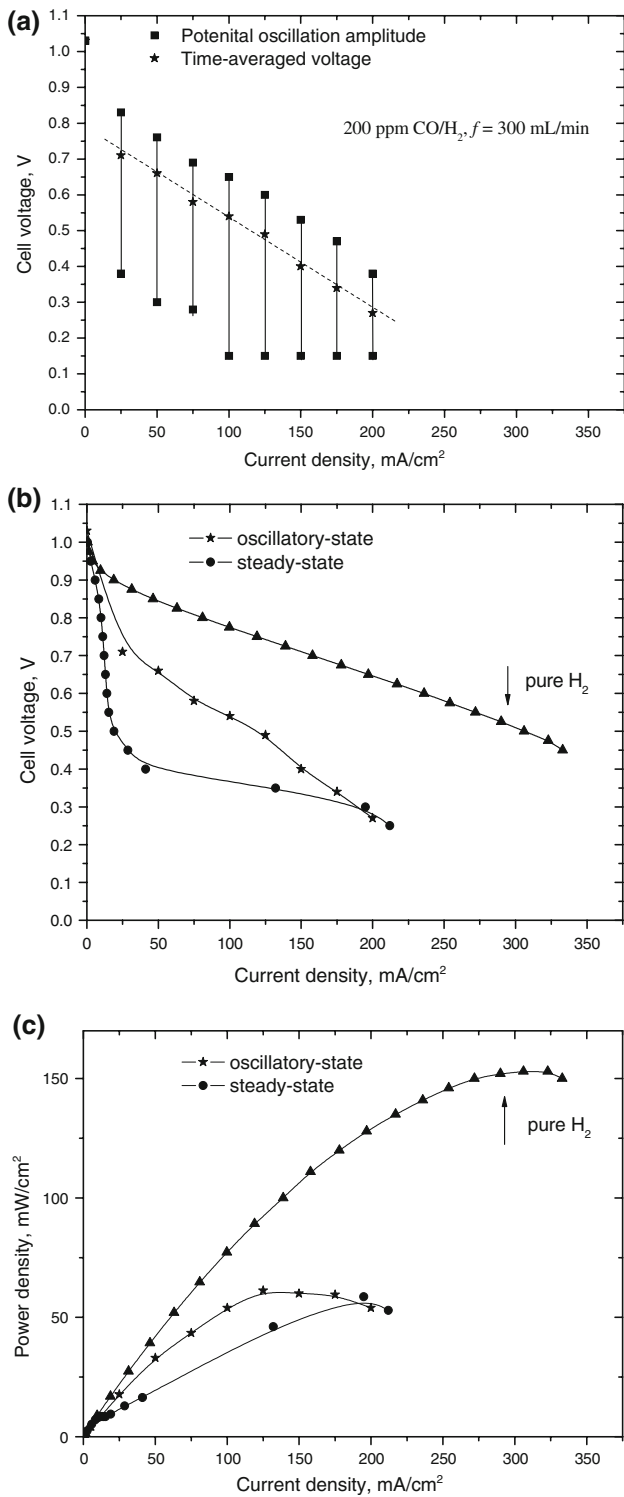 (a)
1.1
1.0
0.9
0.8
0.7
0.6
0.5
0.4
0.3
0.2
0.1
0.0
Cell voltage, V
Potenital oscillation amplitude
Time-averaged voltage
200 ppm CO/H₂, f = 300 mL/min
0 50 100 150 200 250 300 350
Current density, mA/cm²
(b)
1.1
1.0
0.9
0.8
0.7
0.6
0.5
0.4
0.3
0.2
0.1
0.0
Cell voltage, V
oscillatory-state
steady-state
pure H₂
0 50 100 150 200 250 300 350
Current density, mA/cm²
(c)
150
100
50
0
Power density, mW/cm²
oscillatory-state
steady-state
pure H₂
0 50 100 150 200 250 300 350
Current density, mA/cm²